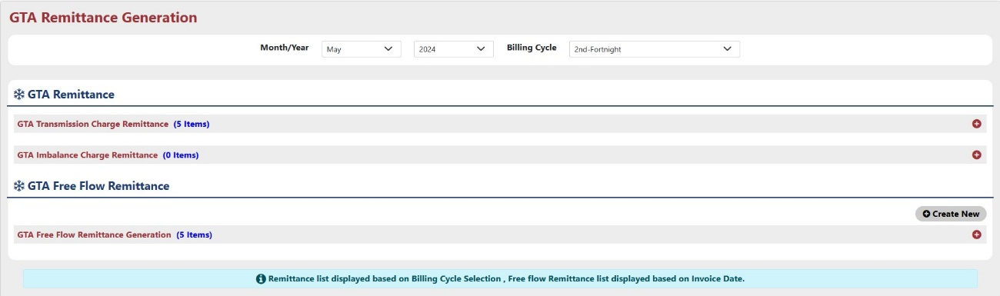 GTA Remittance Generation
Month/Year May 2024 Billing Cycle 2nd-Fortnight
GTA Remittance
GTA Transmission Charge Remittance (5 Items)
GTA Imbalance Charge Remittance (0 Items)
GTA Free Flow Remittance
Create New
GTA Free Flow Remittance Generation (5 Items)
Remittance list displayed based on Billing Cycle Selection , Free flow Remittance list displayed based on Invoice Date.